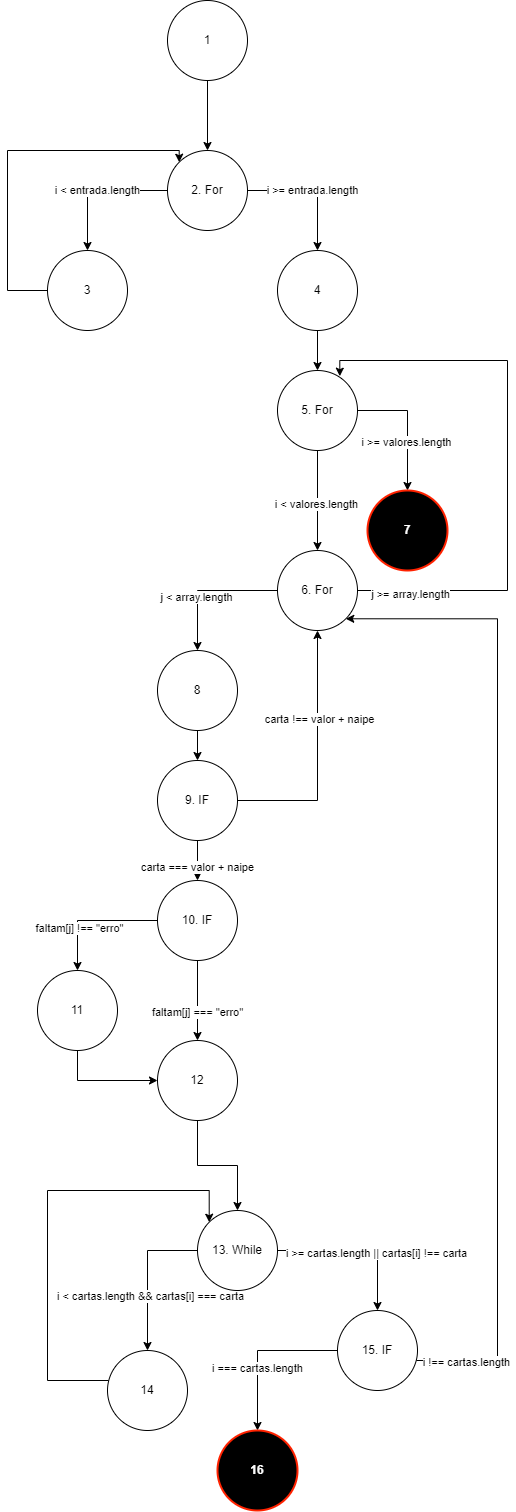 1
2. For
i < entrada.length
i >= entrada.length
3
4
5. For
i >= valores.length
i < valores.length
7
6. For
j < array.length
j >= array.length
8
carta !== valor + naipe
9. IF
carta === valor + naipe
10. IF
faltam[j] !== "erro"
11
faltam[j] === "erro"
12
13. While
i >= cartas.length || cartas[i] !== carta
i < cartas.length && cartas[i] === carta
15. IF
i !== cartas.length
i === cartas.length
14
16